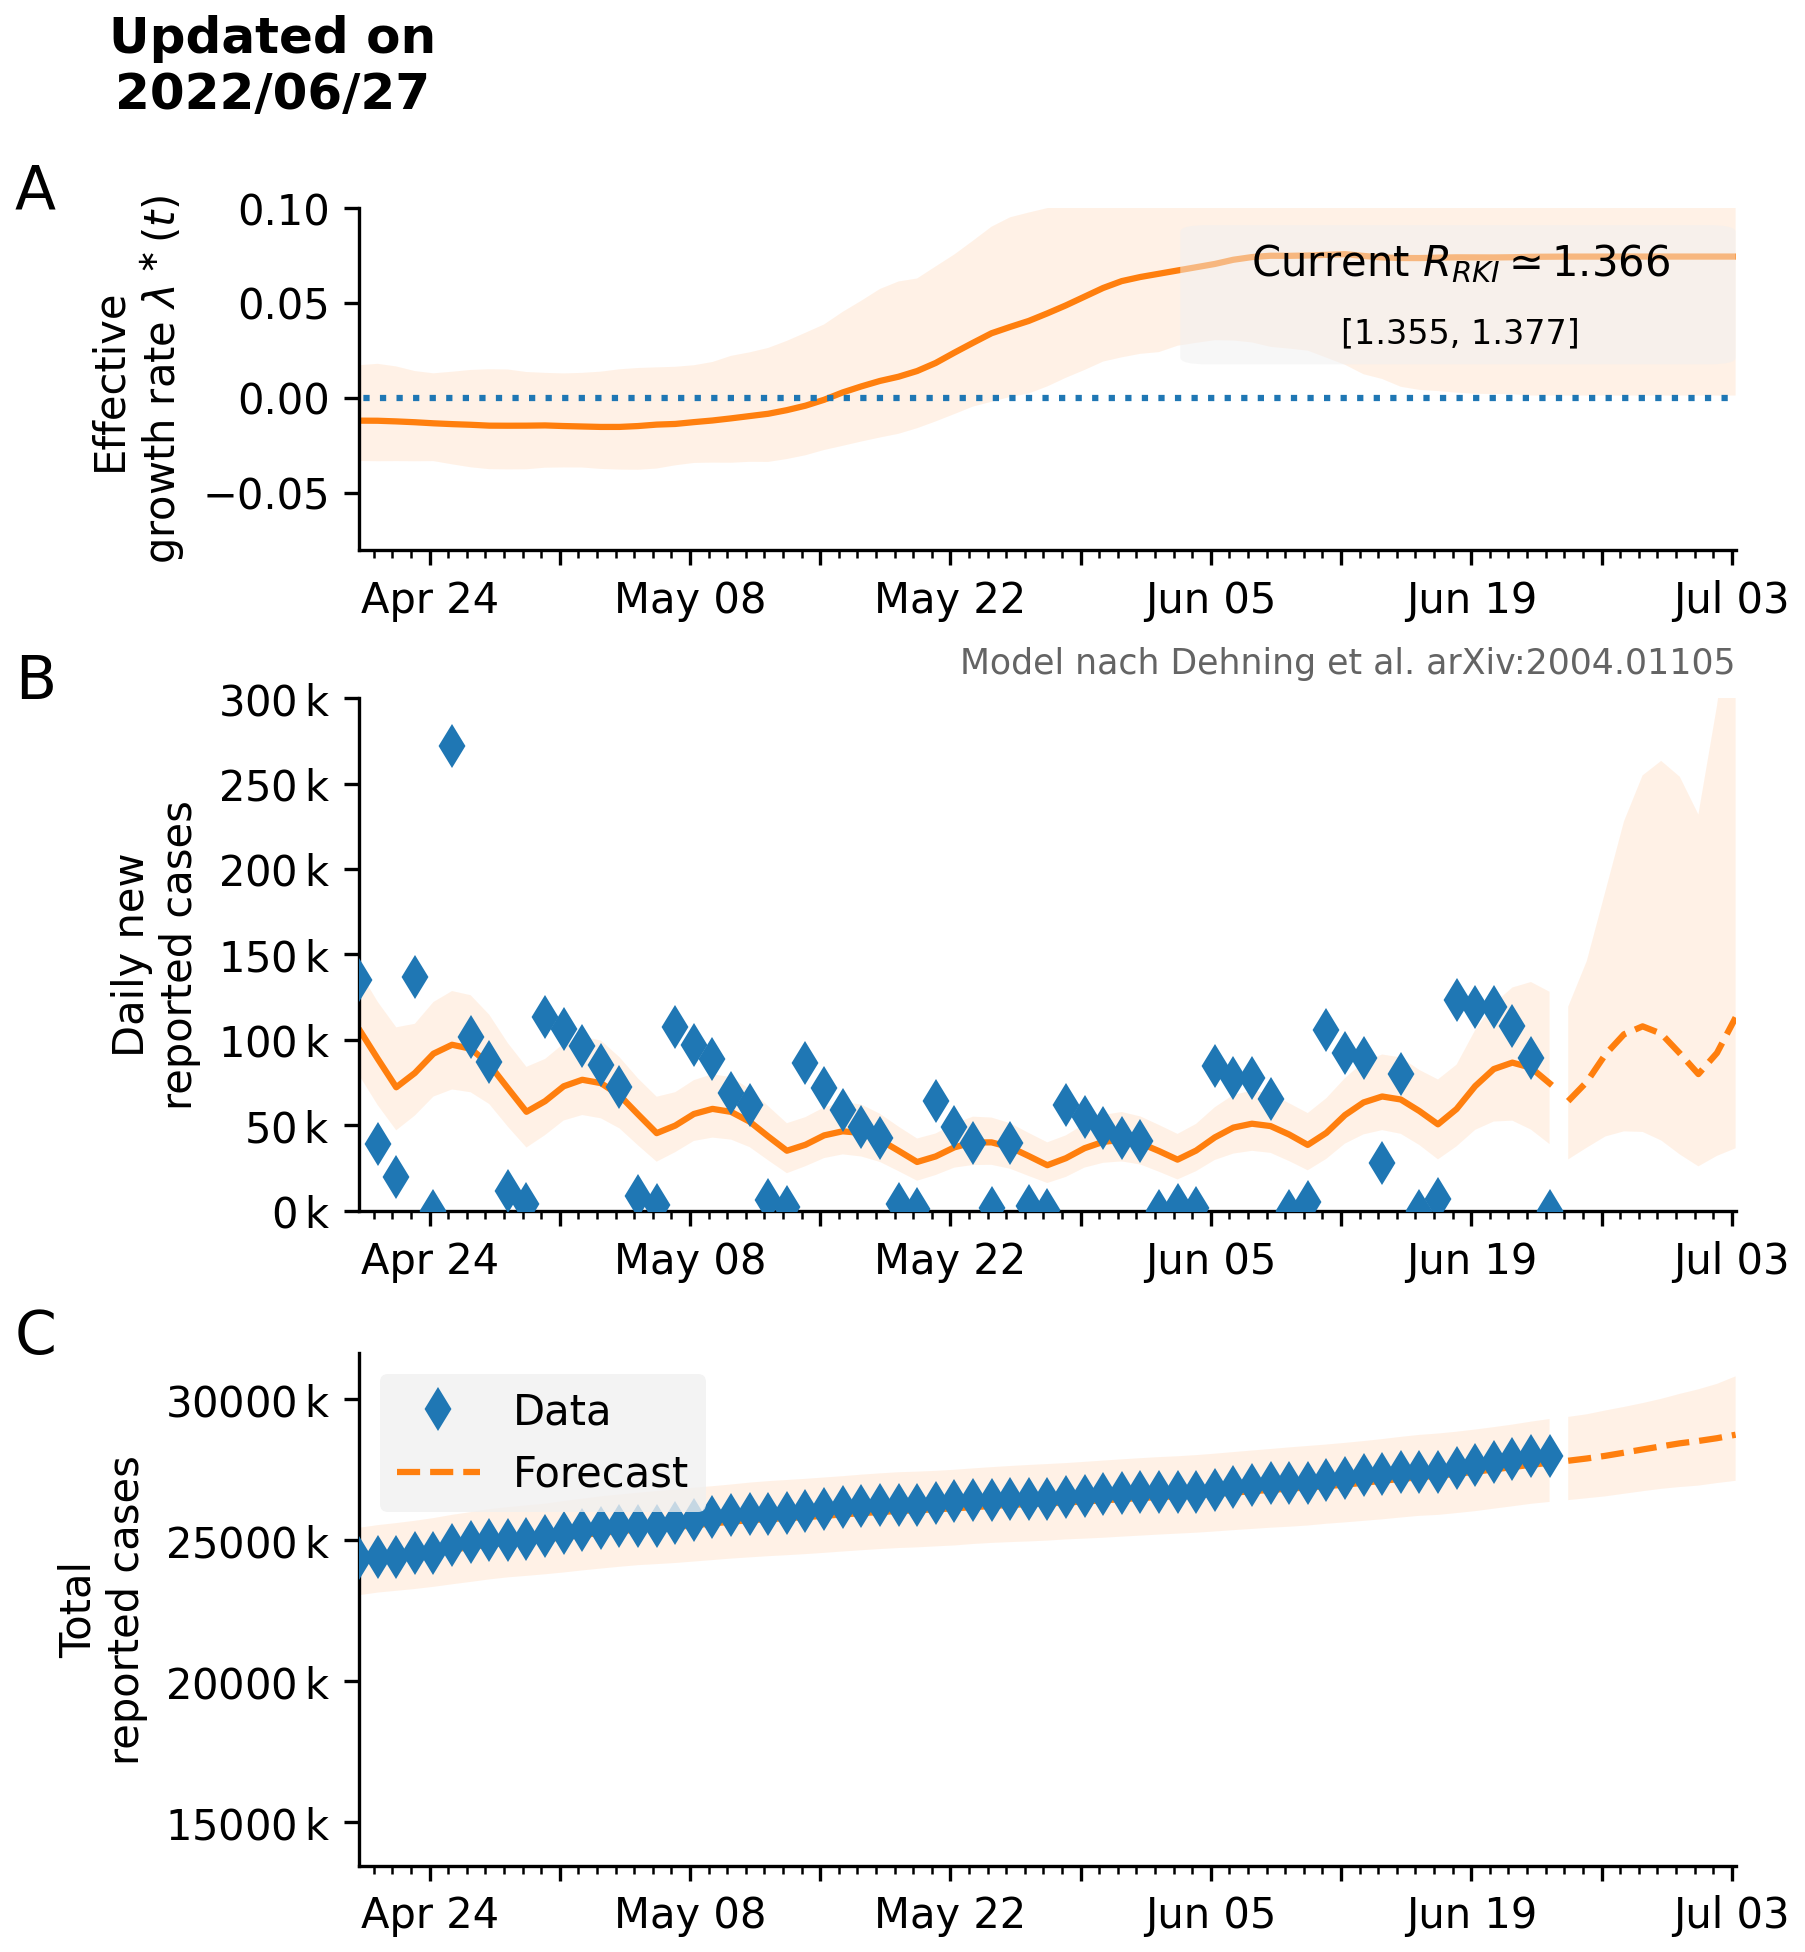 Updated on
2022/06/27
A
Effective
growth rate λ * (t)
0.10
0.05
0.00
−0.05
Current R_RKI ≃ 1.366
[1.355, 1.377]
Apr 24 May 08 May 22 Jun 05 Jun 19 Jul 03
Model nach Dehning et al. arXiv:2004.01105
B
Daily new
reported cases
300 k
250 k
200 k
150 k
100 k
50 k
0 k
Apr 24 May 08 May 22 Jun 05 Jun 19 Jul 03
C
Total
reported cases
30000 k
25000 k
20000 k
15000 k
Data
Forecast
Apr 24 May 08 May 22 Jun 05 Jun 19 Jul 03